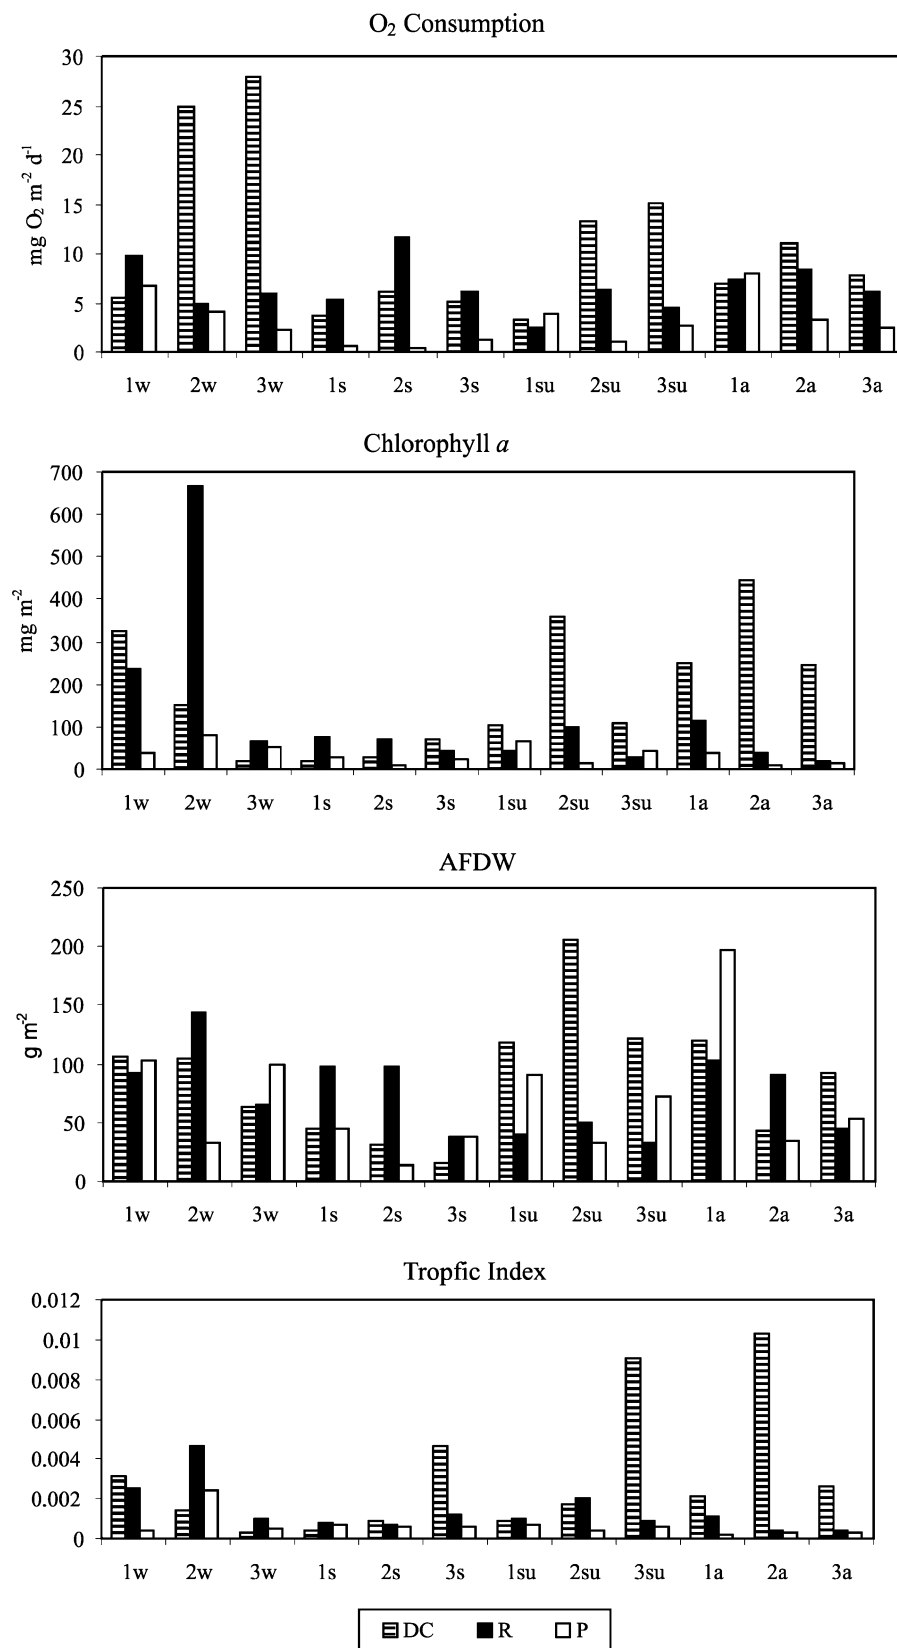 O₂ Consumption
30
25
20
15
10
5
0
mg O₂ m⁻² d⁻¹
1w 2w 3w 1s 2s 3s 1su 2su 3su 1a 2a 3a
Chlorophyll a
700
600
500
400
300
200
100
0
mg m⁻²
1w 2w 3w 1s 2s 3s 1su 2su 3su 1a 2a 3a
AFDW
250
200
150
100
50
0
g m⁻²
1w 2w 3w 1s 2s 3s 1su 2su 3su 1a 2a 3a
Tropfic Index
0.012
0.01
0.008
0.006
0.004
0.002
0
1w 2w 3w 1s 2s 3s 1su 2su 3su 1a 2a 3a
DC R P